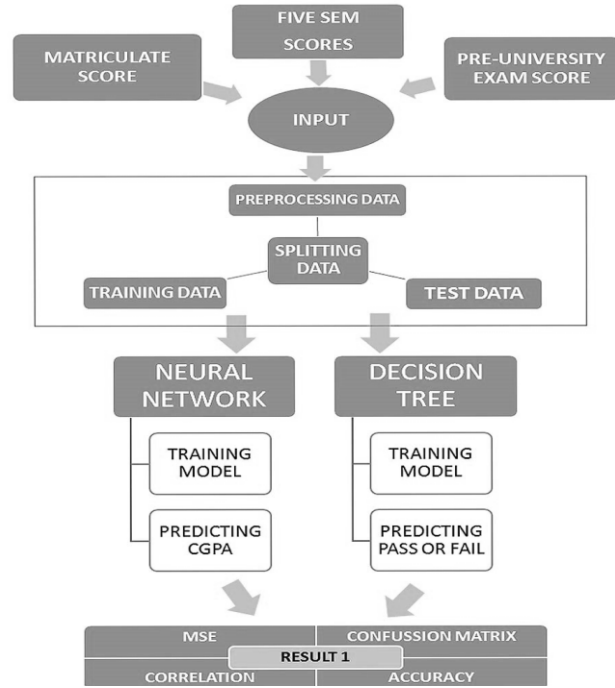 FIVE SEM
SCORES
MATRICULATE
SCORE
PRE-UNIVERSITY
EXAM SCORE
INPUT
PREPROCESSING DATA
SPLITTING
DATA
TRAINING DATA
TEST DATA
NEURAL
NETWORK
DECISION
TREE
TRAINING
MODEL
TRAINING
MODEL
PREDICTING
CGPA
PREDICTING
PASS OR FAIL
MSE
CONFUSSION MATRIX
RESULT 1
CORRELATION
ACCURACY